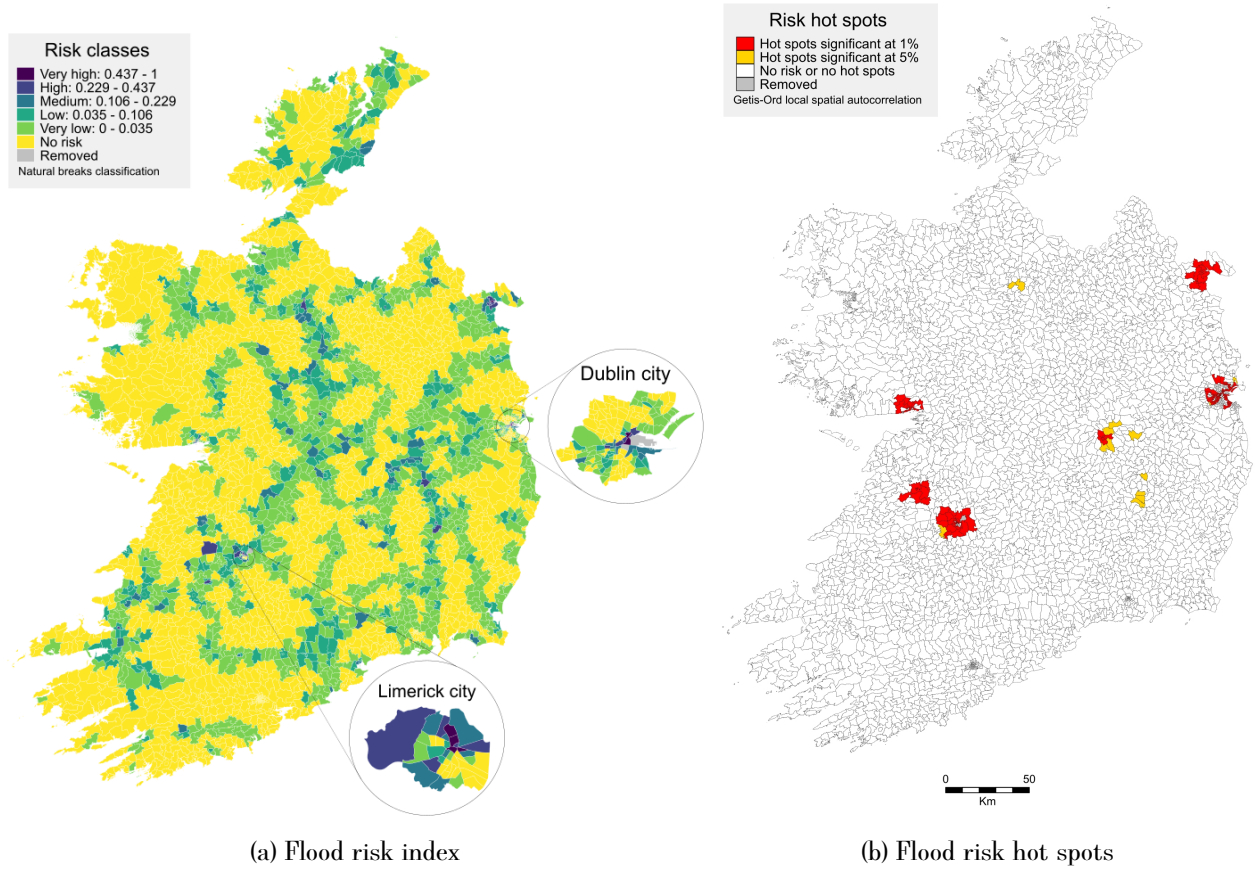 Risk classes
Very high: 0.437 - 1
High: 0.229 - 0.437
Medium: 0.106 - 0.229
Low: 0.035 - 0.106
Very low: 0 - 0.035
No risk
Removed
Natural breaks classification
Dublin city
Limerick city
(a) Flood risk index
Risk hot spots
Hot spots significant at 1%
Hot spots significant at 5%
No risk or no hot spots
Removed
Getis-Ord local spatial autocorrelation
0 50
Km
(b) Flood risk hot spots